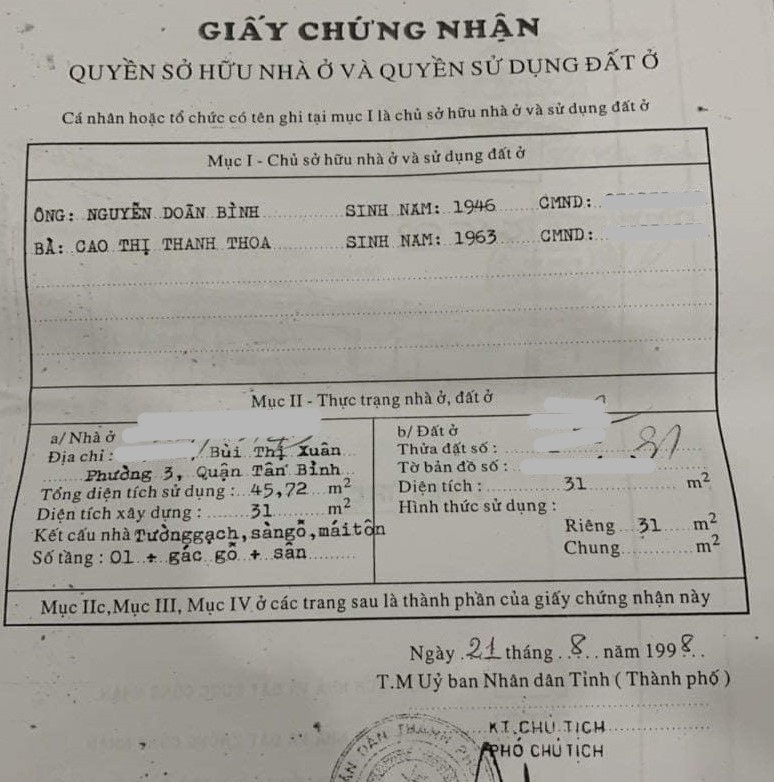 GIẤY CHỨNG NHẬN
QUYỀN SỞ HỮU NHÀ Ở VÀ QUYỀN SỬ DỤNG ĐẤT Ở
Cá nhân hoặc tổ chức có tên ghi tại mục I là chủ sở hữu nhà ở và sử dụng đất ở
Mục I - Chủ sở hữu nhà ở và sử dụng đất ở
ÔNG: NGUYỄN DOÃN BÌNH SINH NĂM: 1946 CMND:
BÀ: CAO THỊ THANH THOA SINH NĂM: 1963 CMND:
Mục II - Thực trạng nhà ở, đất ở
a/ Nhà ở
Địa chỉ : / Bùi Thị Xuân
Phường 3, Quận Tân Bình
Tổng diện tích sử dụng : 45,72 m²
Diện tích xây dựng : 31 m²
Kết cấu nhà Tườnggạch, sàngỗ, máitôn
Số tầng : 01 + gác gỗ + sân
b/ Đất ở
Thửa đất số :
Tờ bản đồ số :
Diện tích : 31 m²
Hình thức sử dụng :
Riêng 31 m²
Chung m²
Mục IIc, Mục III, Mục IV ở các trang sau là thành phần của giấy chứng nhận này
Ngày 21 tháng 8 năm 1998
T.M Uỷ ban Nhân dân Tỉnh ( Thành phố )
KT. CHỦ TỊCH
PHÓ CHỦ TỊCH
DÂN THÀNH PHỐ